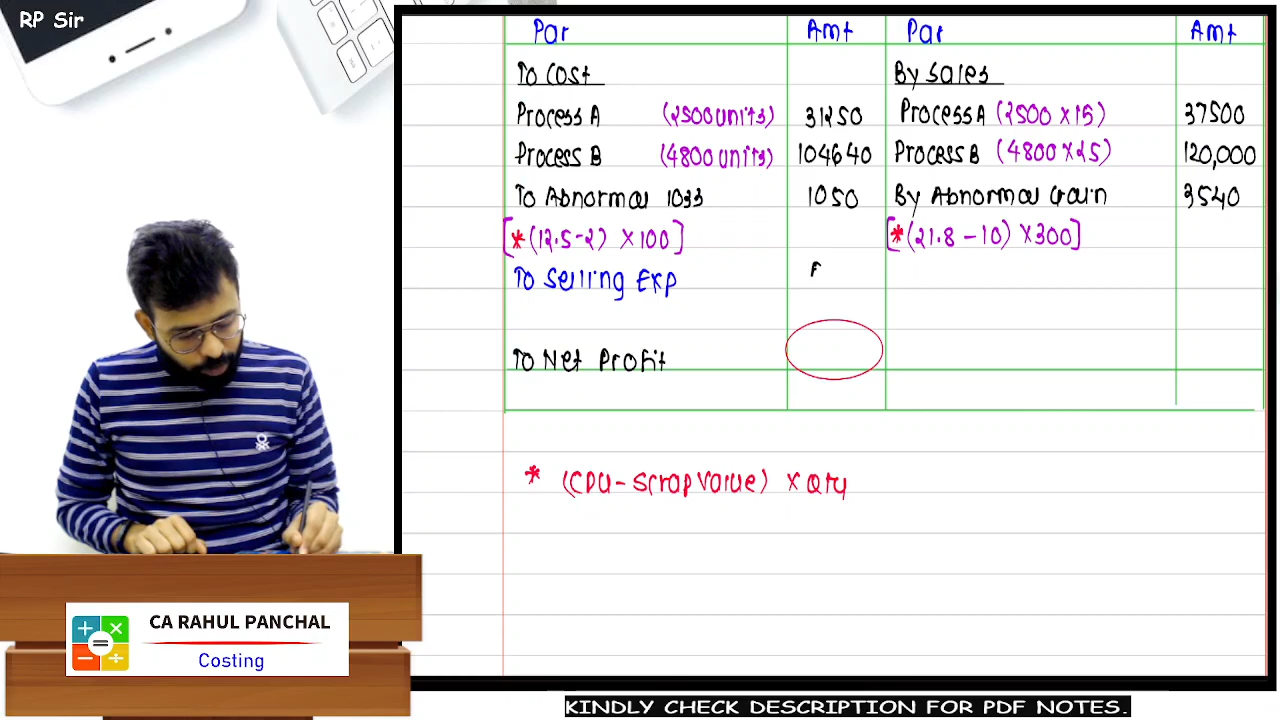 RP Sir
Par Amt Par Amt
To Cost By Sales
Process A (2500 units) 31250 Process A (2500 x 15) 37500
Process B (4800 units) 104640 Process B (4800 x 25) 120,000
To Abnormal loss 1050 By Abnormal Gain 3540
[*(12.5-2) x 100] [*(21.8 - 10) x 300]
To Selling Exp
To Net Profit
* (CPU - Scrap Value) x Qty
CA RAHUL PANCHAL
Costing
KINDLY CHECK DESCRIPTION FOR PDF NOTES.